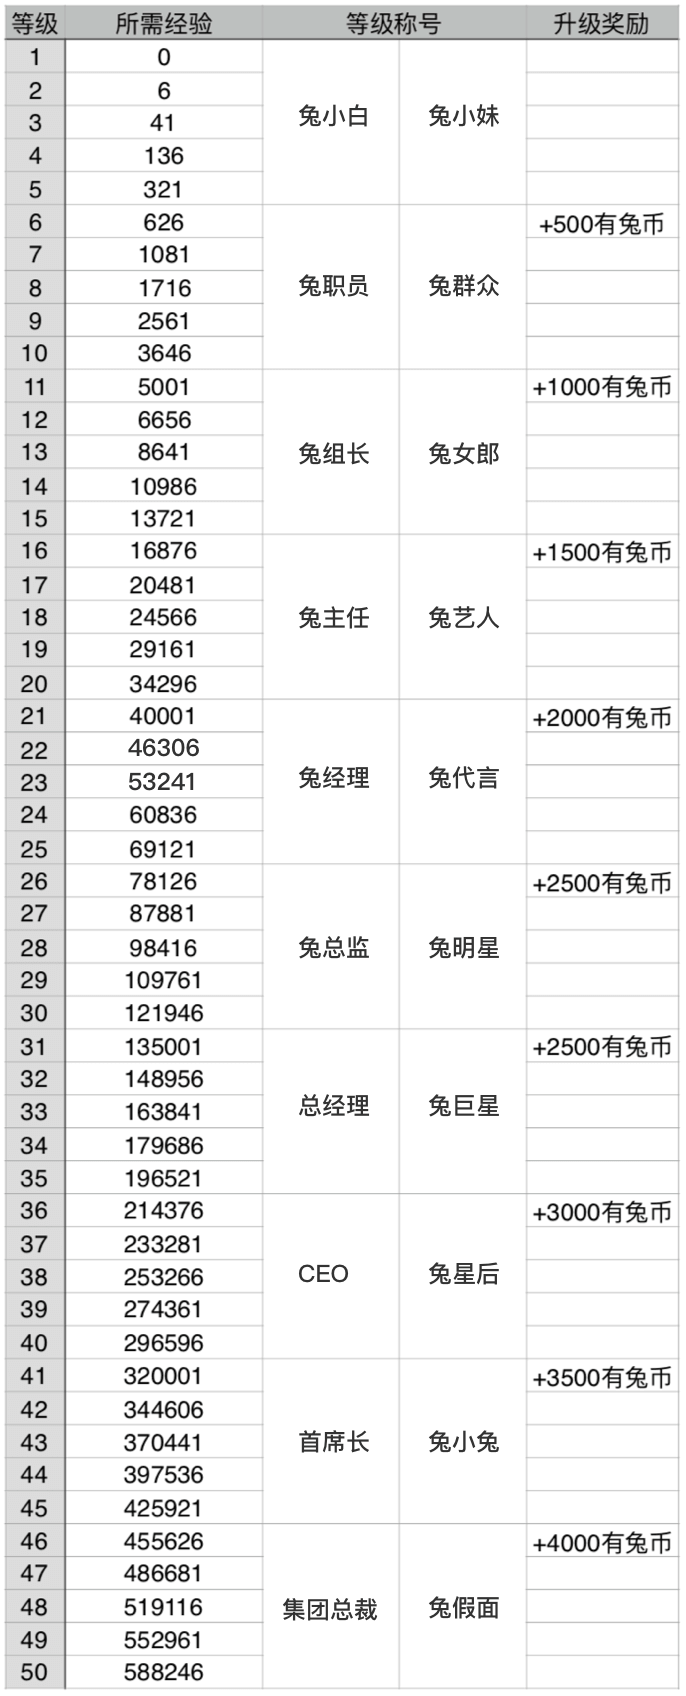 等级 所需经验 等级称号 升级奖励
1 0
2 6
3 41
兔小白 兔小妹
4 136
5 321
6 626 +500有兔币
7 1081
8 1716
兔职员 兔群众
9 2561
10 3646
11 5001 +1000有兔币
12 6656
13 8641
兔组长 兔女郎
14 10986
15 13721
16 16876 +1500有兔币
17 20481
18 24566
兔主任 兔艺人
19 29161
20 34296
21 40001 +2000有兔币
22 46306
23 53241
兔经理 兔代言
24 60836
25 69121
26 78126 +2500有兔币
27 87881
28 98416
兔总监 兔明星
29 109761
30 121946
31 135001 +2500有兔币
32 148956
33 163841
总经理 兔巨星
34 179686
35 196521
36 214376 +3000有兔币
37 233281
38 253266
CEO 兔星后
39 274361
40 296596
41 320001 +3500有兔币
42 344606
43 370441
首席长 兔小兔
44 397536
45 425921
46 455626 +4000有兔币
47 486681
48 519116
集团总裁 兔假面
49 552961
50 588246